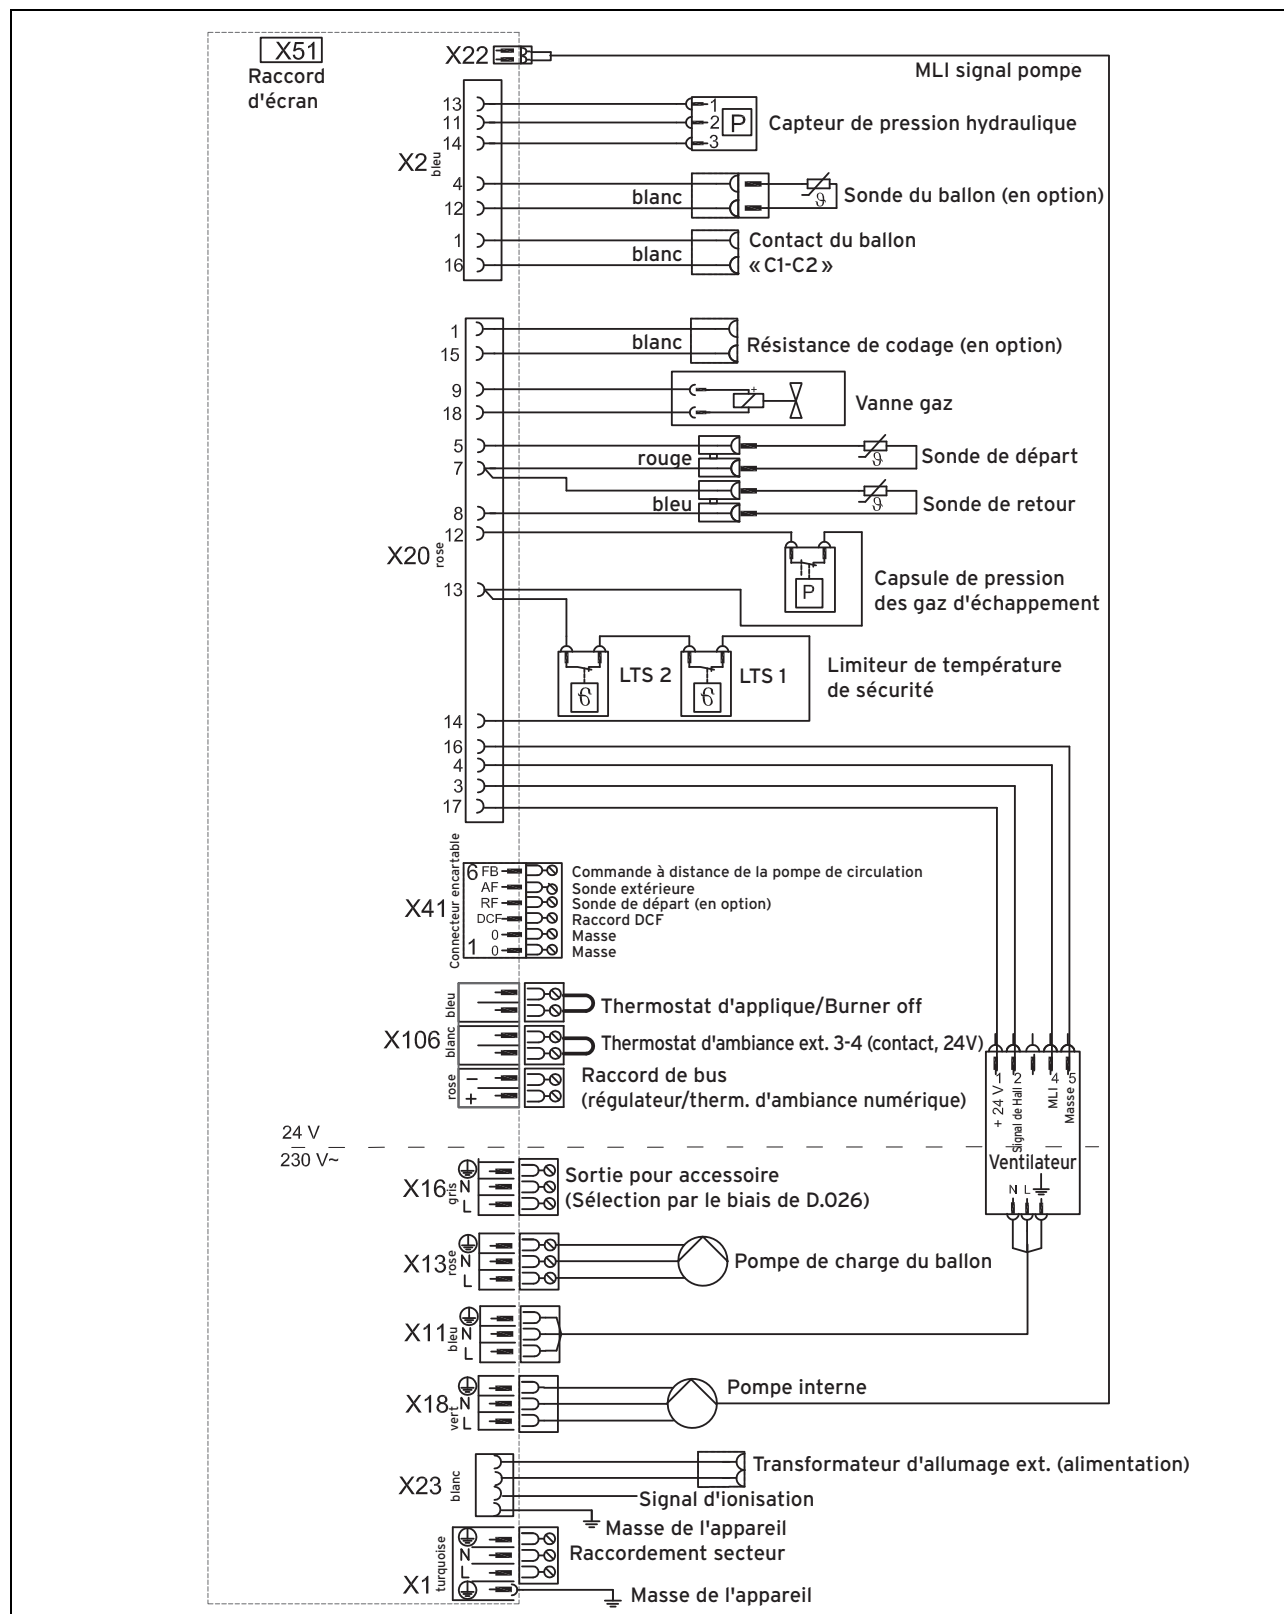 X51
Raccord
d'écran
X22
MLI signal pompe
X2
bleu
13
11
14
4
12
1
16
1
2
3
P
Capteur de pression hydraulique
blanc
ϑ
Sonde du ballon (en option)
blanc
Contact du ballon
« C1-C2 »
X20
rose
1
15
9
18
5
7
8
12
13
14
16
4
3
17
blanc
Résistance de codage (en option)
+
Vanne gaz
rouge
ϑ
Sonde de départ
bleu
ϑ
Sonde de retour
P
Capsule de pression
des gaz d'échappement
LTS 2
LTS 1
ϑ
ϑ
Limiteur de température
de sécurité
X41
Connecteur encartable
6 FB
Commande à distance de la pompe de circulation
AF
Sonde extérieure
RF
Sonde de départ (en option)
DCF
Raccord DCF
0
Masse
1 0
Masse
X106
bleu
Thermostat d'applique/Burner off
blanc
Thermostat d'ambiance ext. 3-4 (contact, 24V)
rose
−
+
Raccord de bus
(régulateur/therm. d'ambiance numérique)
+ 24 V 1
Signal de Hall 2
MLI 4
Masse 5
Ventilateur
N L
24 V
230 V~
X16
gris
N
L
Sortie pour accessoire
(Sélection par le biais de D.026)
X13
rose
N
L
Pompe de charge du ballon
X11
bleu
N
L
X18
vert
N
L
Pompe interne
X23
blanc
Transformateur d'allumage ext. (alimentation)
Signal d'ionisation
Masse de l'appareil
X1
turquoise
N
L
Raccordement secteur
Masse de l'appareil